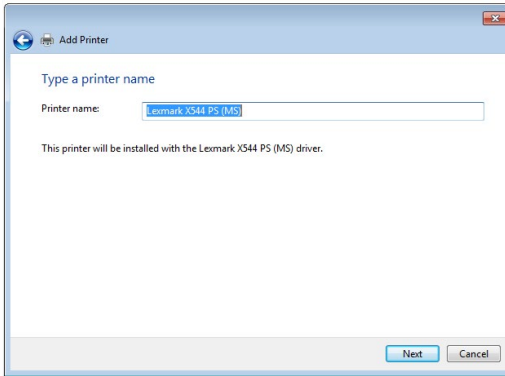 Add Printer
Type a printer name
Printer name: Lexmark X544 PS (MS)
This printer will be installed with the Lexmark X544 PS (MS) driver.
Next Cancel